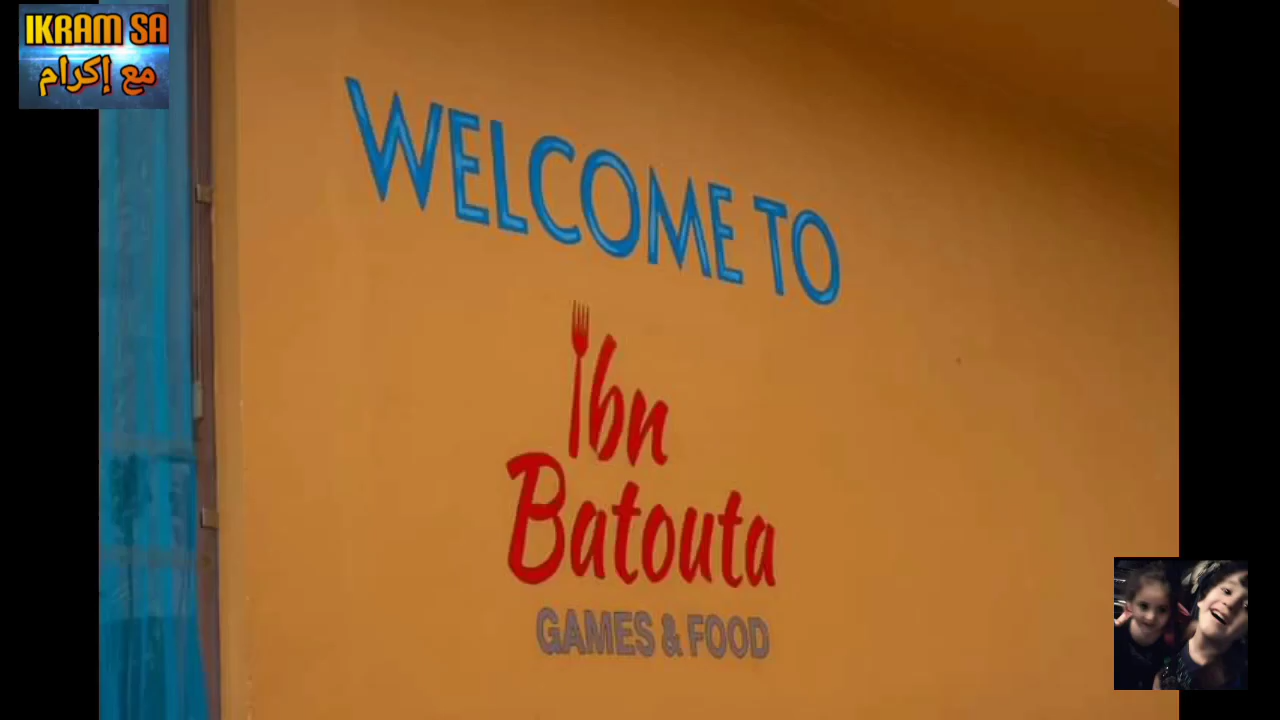 IKRAM SA
مع إكرام
WELCOME TO
Ibn
Batouta
GAMES & FOOD